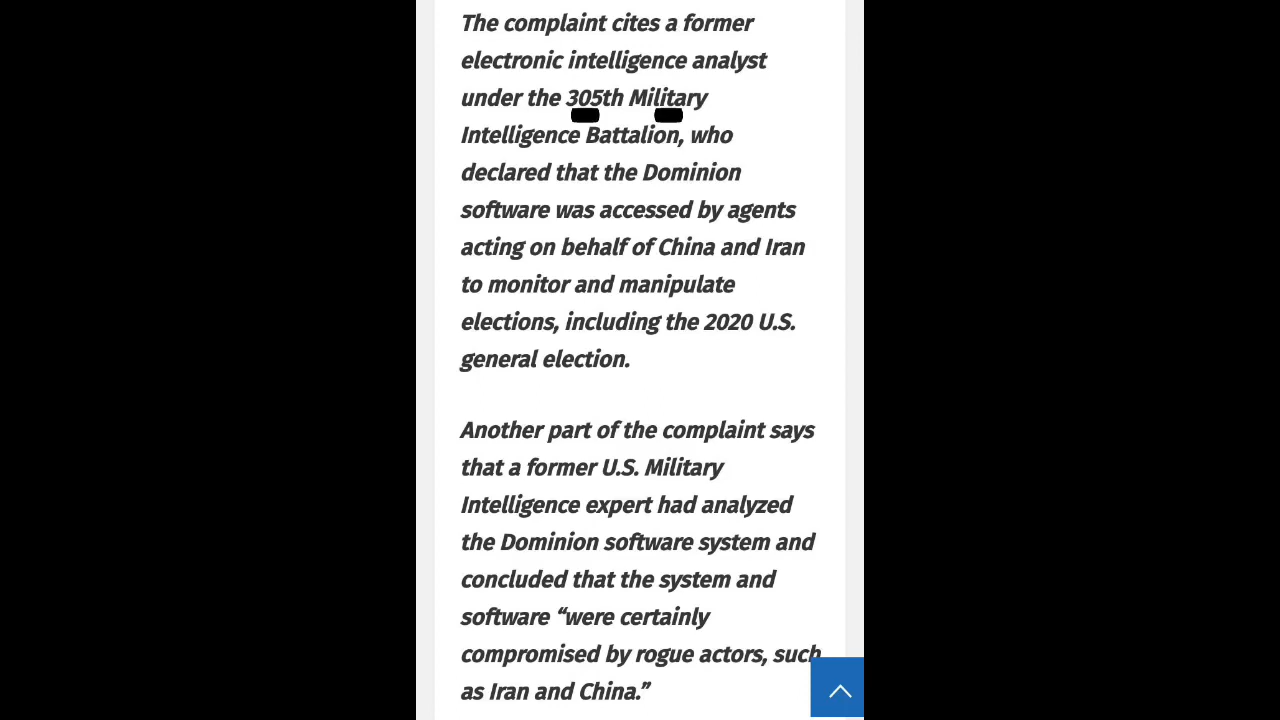 The complaint cites a former
electronic intelligence analyst
under the 305th Military
Intelligence Battalion, who
declared that the Dominion
software was accessed by agents
acting on behalf of China and Iran
to monitor and manipulate
elections, including the 2020 U.S.
general election.
Another part of the complaint says
that a former U.S. Military
Intelligence expert had analyzed
the Dominion software system and
concluded that the system and
software “were certainly
compromised by rogue actors, such
as Iran and China.”